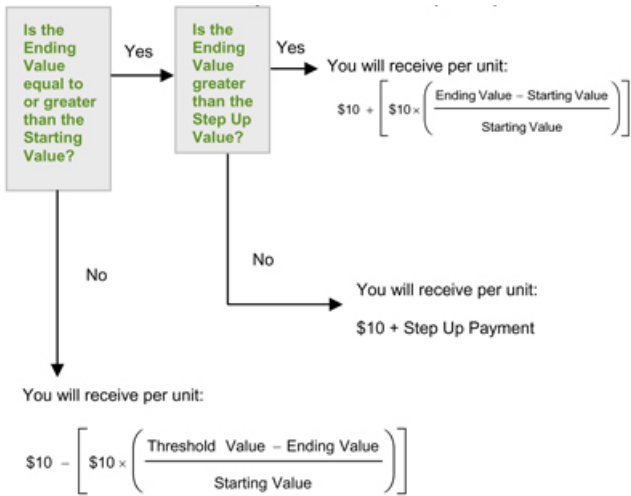 Is the
Ending
Value
equal to
or greater
than the
Starting
Value?
Yes
Is the
Ending
Value
greater
than the
Step Up
Value?
Yes
You will receive per unit:
$10 + [ $10 × ( Ending Value – Starting Value
Starting Value ) ]
No
No
You will receive per unit:
$10 + Step Up Payment
You will receive per unit:
$10 – [ $10 × ( Threshold Value – Ending Value
Starting Value ) ]